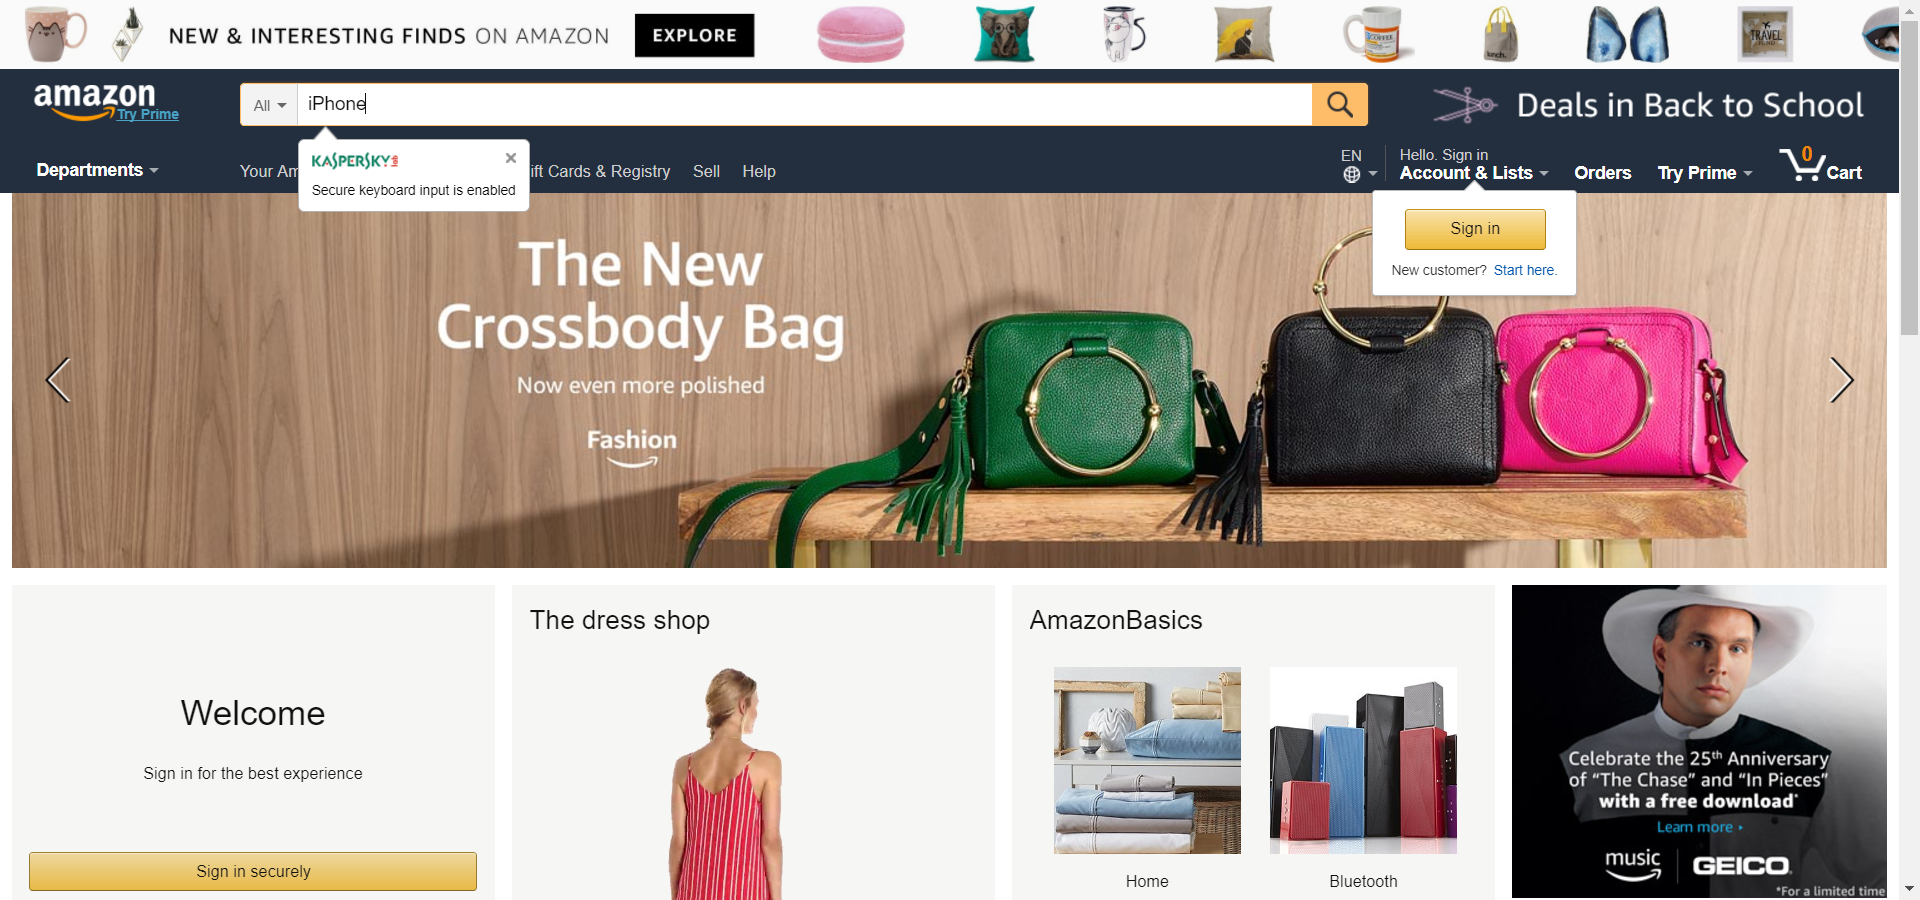 NEW & INTERESTING FINDS ON AMAZON
EXPLORE
COFFEE
lunch.
TRAVEL
FUND
amazon
Try Prime
All
iPhone
Deals in Back to School
KASPERSKY
Secure keyboard input is enabled
Departments
Your Am
ift Cards & Registry
Sell
Help
EN
Hello. Sign in
Account & Lists
Orders
Try Prime
0
Cart
Sign in
New customer? Start here.
The New
Crossbody Bag
Now even more polished
Fashion
Welcome
Sign in for the best experience
Sign in securely
The dress shop
AmazonBasics
Home
Bluetooth
Celebrate the 25th Anniversary
of “The Chase” and “In Pieces”
with a free download*
Learn more
music
GEICO
*For a limited time